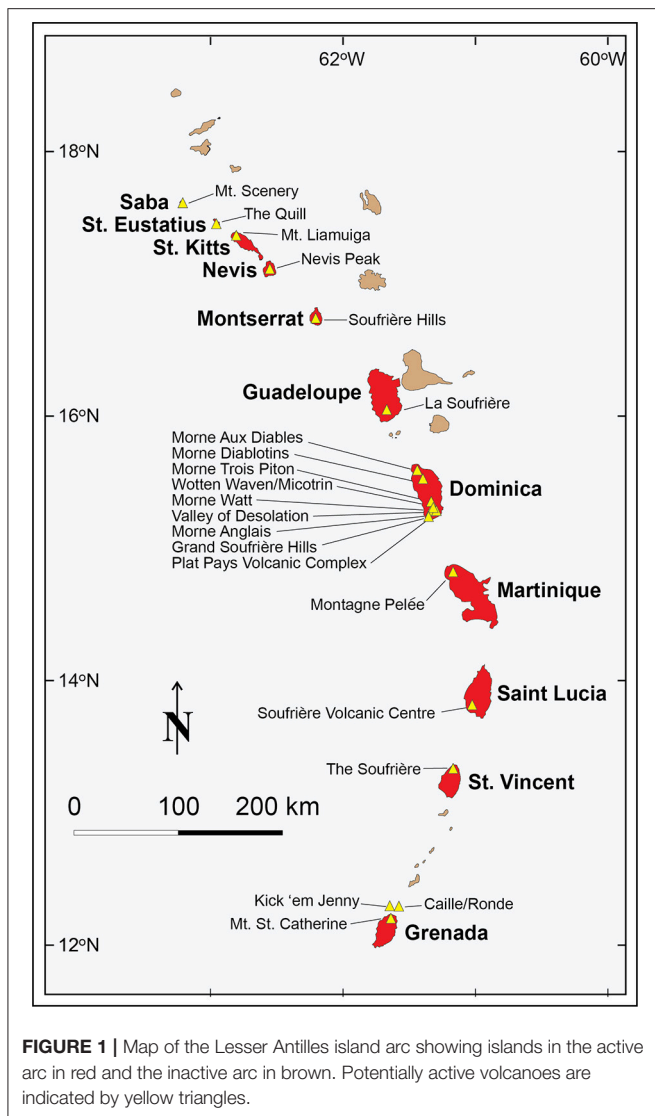 62°W
60°W
18°N
Mt. Scenery
Saba
The Quill
St. Eustatius
Mt. Liamuiga
St. Kitts
Nevis Peak
Nevis
Montserrat
Soufrière Hills
Guadeloupe
16°N
La Soufrière
Morne Aux Diables
Morne Diablotins
Morne Trois Piton
Wotten Waven/Micotrin
Morne Watt
Valley of Desolation
Morne Anglais
Grand Soufrière Hills
Plat Pays Volcanic Complex
Dominica
Martinique
Montagne Pelée
14°N
Saint Lucia
Soufrière Volcanic Centre
N
The Soufrière
St. Vincent
0 100 200 km
Kick ‘em Jenny
Caille/Ronde
Mt. St. Catherine
Grenada
12°N
FIGURE 1 | Map of the Lesser Antilles island arc showing islands in the active
arc in red and the inactive arc in brown. Potentially active volcanoes are
indicated by yellow triangles.